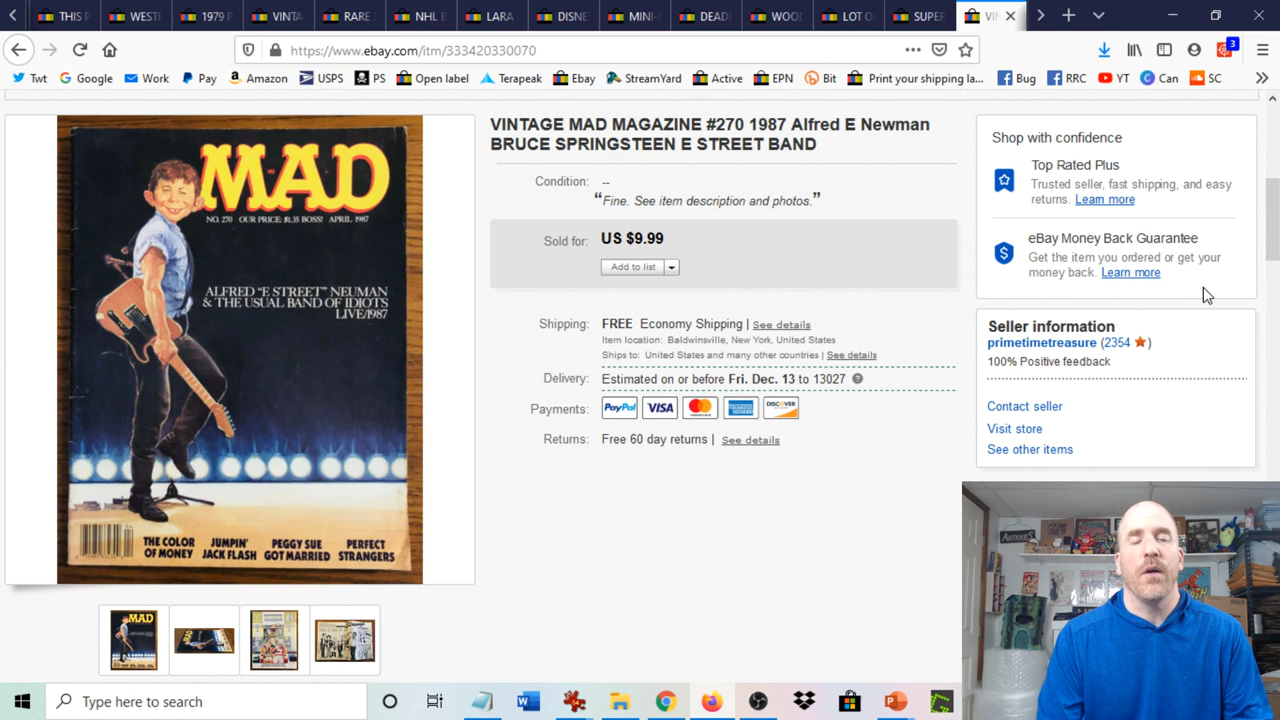 THIS P
WESTE
1979 P
VINTA
RARE
NHL B
LARA
DISNE
MINI-
DEAD
WOO
LOT O
SUPER
VIN
https://www.ebay.com/itm/333420330070
3
Twt
Google
Work
Pay
Amazon
USPS
PS
Open label
Terapeak
Ebay
StreamYard
Active
EPN
Bit
Print your shipping la...
Bug
RRC
YT
Can
SC
MAD
NO. 270 OUR PRICE: $1.35 BOSS! APRIL 1987
ALFRED "E STREET" NEUMAN
& THE USUAL BAND OF IDIOTS
LIVE/1987
THE COLOR
OF MONEY
JUMPIN'
JACK FLASH
PEGGY SUE
GOT MARRIED
PERFECT
STRANGERS
MAD
VINTAGE MAD MAGAZINE #270 1987 Alfred E Newman
BRUCE SPRINGSTEEN E STREET BAND
Condition: --
“Fine. See item description and photos.”
Sold for: US $9.99
Add to list
Shipping: FREE Economy Shipping | See details
Item location: Baldwinsville, New York, United States
Ships to: United States and many other countries | See details
Delivery: Estimated on or before Fri. Dec. 13 to 13027
Payments: PayPal VISA MasterCard DISCOVER
Returns: Free 60 day returns | See details
Shop with confidence
Top Rated Plus
Trusted seller, fast shipping, and easy
returns. Learn more
eBay Money Back Guarantee
Get the item you ordered or get your
money back. Learn more
Seller information
primetimetreasure (2354)
100% Positive feedback
Contact seller
Visit store
See other items
ANTIQUES
Type here to search